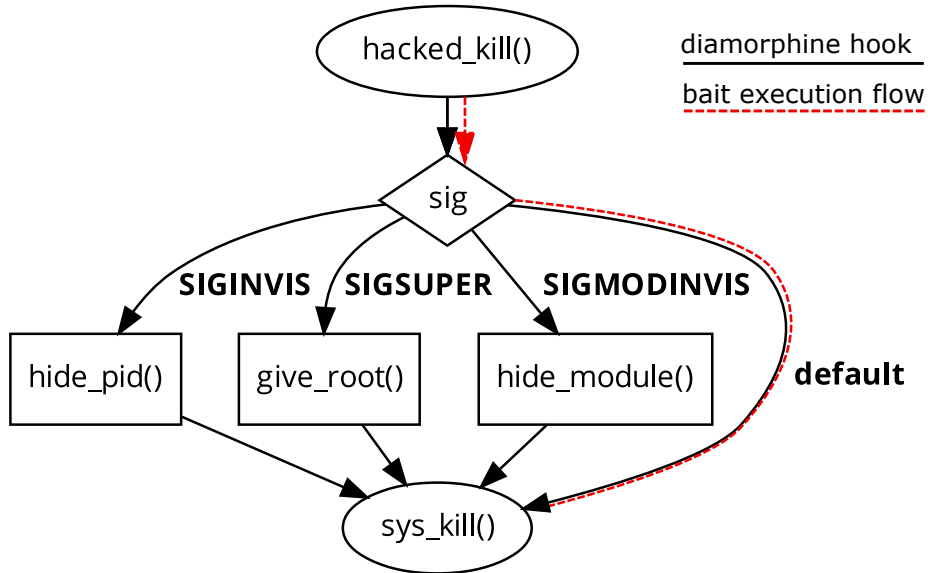 hacked_kill()
diamorphine hook
bait execution flow
sig
SIGINVIS
SIGSUPER
SIGMODINVIS
hide_pid()
give_root()
hide_module()
default
sys_kill()